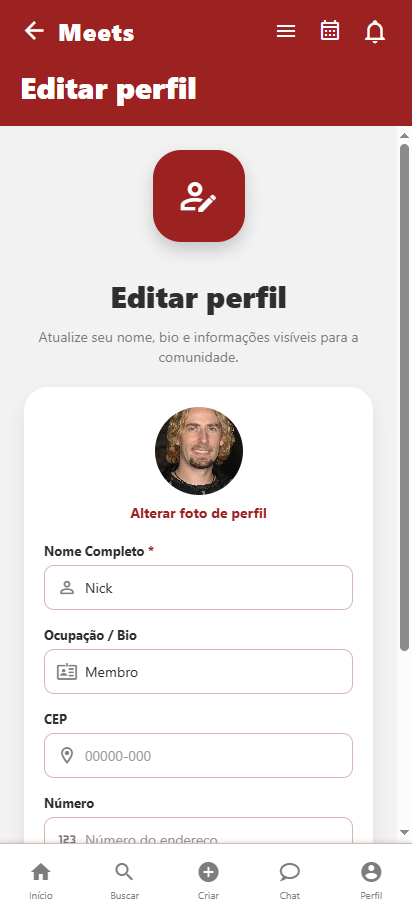 Meets
Editar perfil
Editar perfil
Atualize seu nome, bio e informações visíveis para a
comunidade.
Alterar foto de perfil
Nome Completo *
Nick
Ocupação / Bio
Membro
CEP
00000-000
Número
123 Número do endereço
Início Buscar Criar Chat Perfil